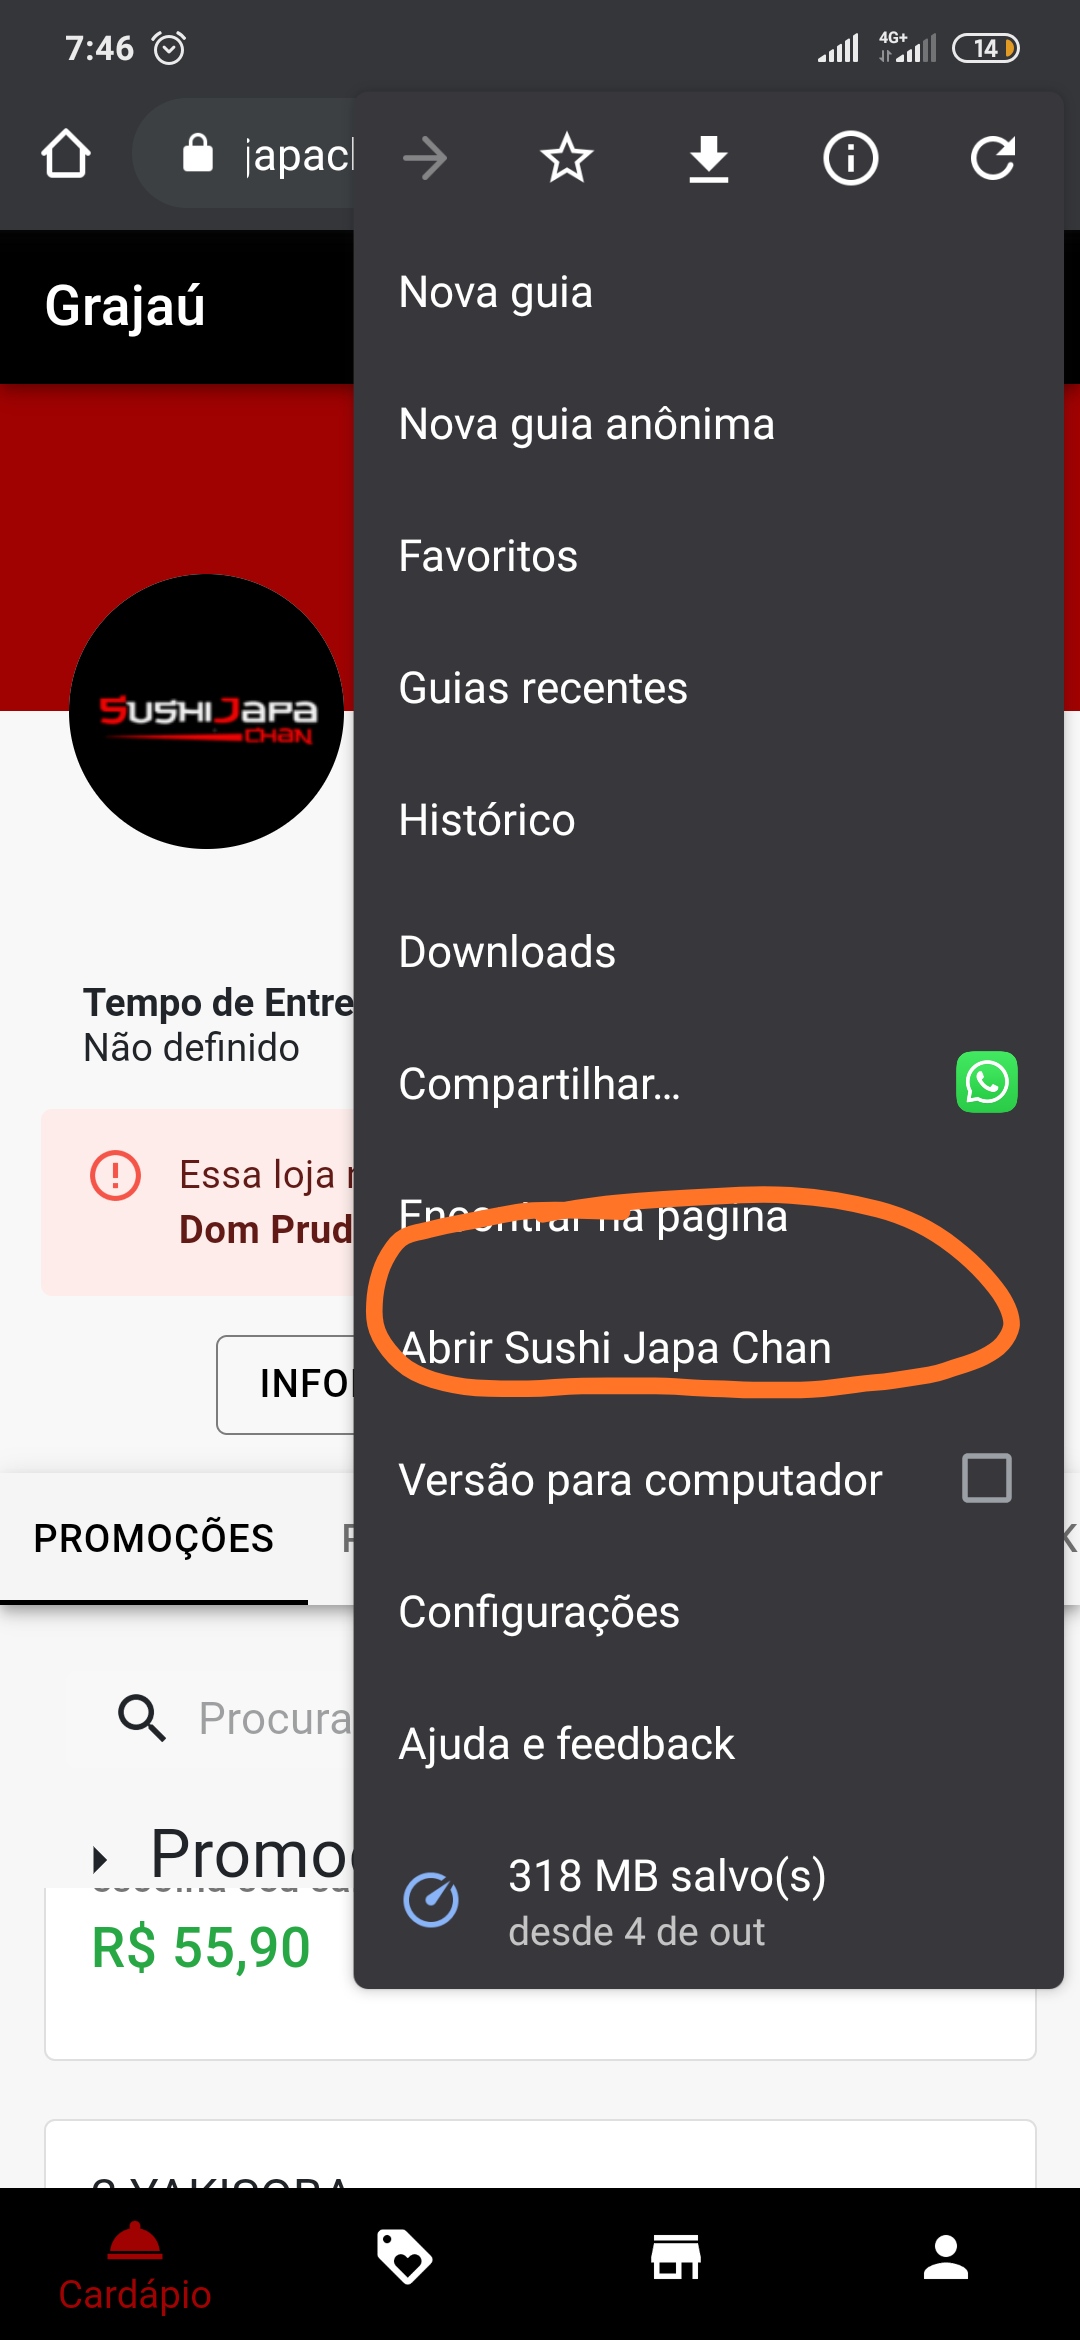 7:46
4G+
14
japacl
Grajaú
Nova guia
Nova guia anônima
Favoritos
Guias recentes
Histórico
SUSHI JAPA
CHAN
Downloads
Tempo de Entre
Não definido
Compartilhar...
Essa loja
Dom Prud
Encontrar na página
Abrir Sushi Japa Chan
INFO
Versão para computador
PROMOÇÕES
K
Configurações
Procura
Ajuda e feedback
Promo
318 MB salvo(s)
desde 4 de out
R$ 55,90
YAKISOBA
Cardápio